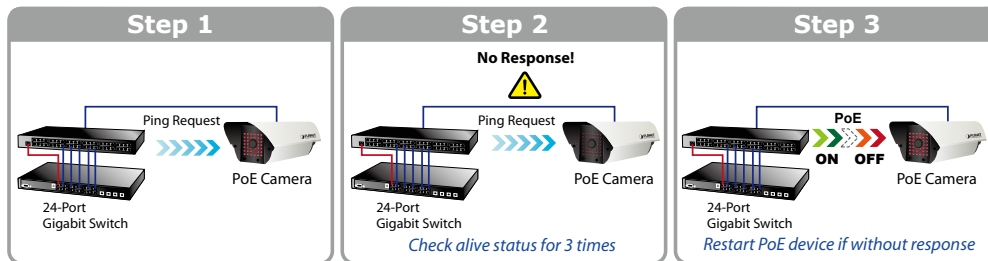 Step 1
Ping Request
PoE Camera
24-Port
Gigabit Switch
Step 2
No Response!
Ping Request
PoE Camera
24-Port
Gigabit Switch
Check alive status for 3 times
Step 3
PoE
ON OFF
PoE Camera
24-Port
Gigabit Switch
Restart PoE device if without response